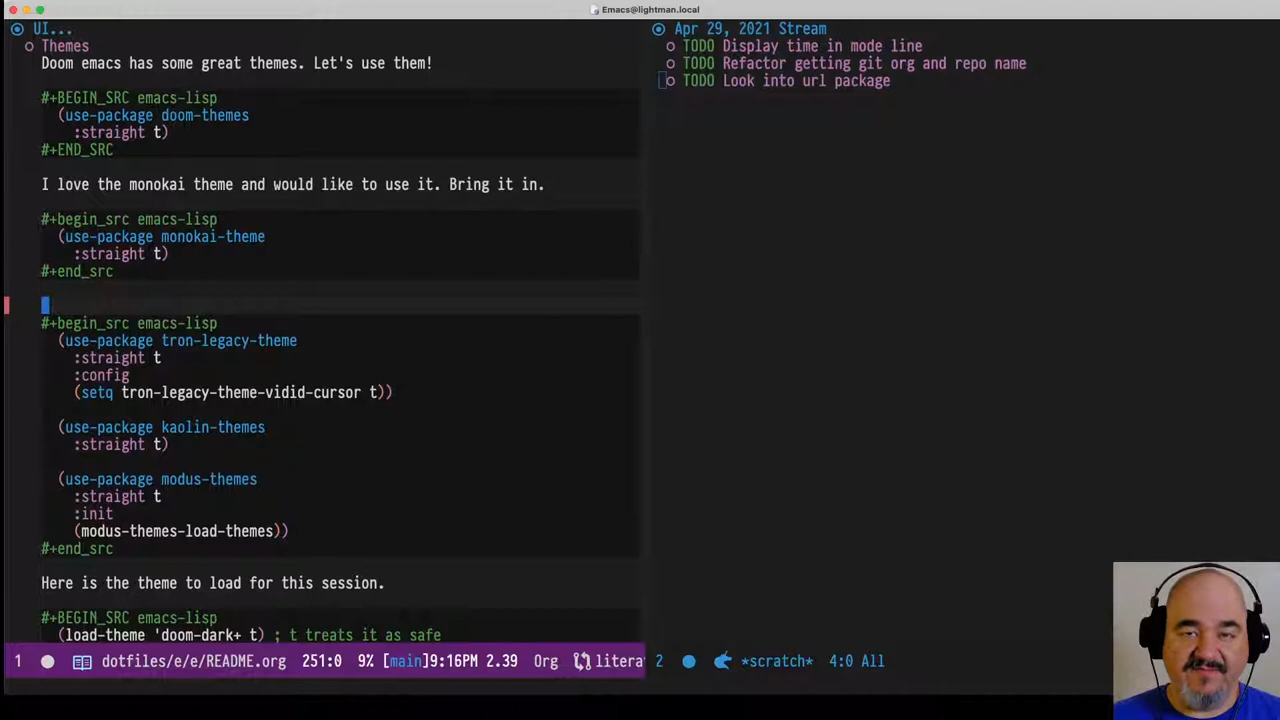 Emacs@lightman.local
UI...
Themes
Doom emacs has some great themes. Let's use them!
#+BEGIN_SRC emacs-lisp
(use-package doom-themes
:straight t)
#+END_SRC
I love the monokai theme and would like to use it. Bring it in.
#+begin_src emacs-lisp
(use-package monokai-theme
:straight t)
#+end_src
#+begin_src emacs-lisp
(use-package tron-legacy-theme
:straight t
:config
(setq tron-legacy-theme-vidid-cursor t))
(use-package kaolin-themes
:straight t)
(use-package modus-themes
:straight t
:init
(modus-themes-load-themes))
#+end_src
Here is the theme to load for this session.
#+BEGIN_SRC emacs-lisp
(load-theme 'doom-dark+ t) ; t treats it as safe
1 dotfiles/e/e/README.org 251:0 9% [main]9:16PM 2.39 Org litera
Apr 29, 2021 Stream
TODO Display time in mode line
TODO Refactor getting git org and repo name
TODO Look into url package
2 *scratch* 4:0 All